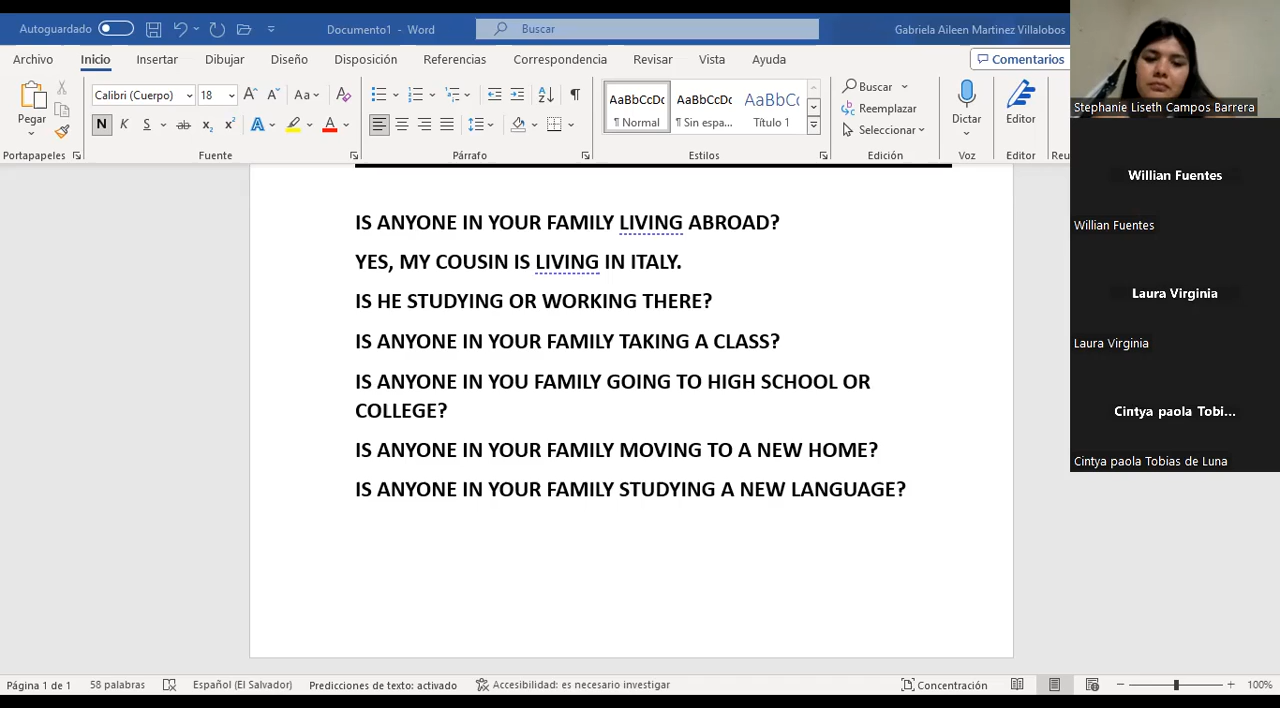 Autoguardado
Documento1 - Word
Buscar
Gabriela Aileen Martinez Villalobos
Archivo Inicio Insertar Dibujar Diseño Disposición Referencias Correspondencia Revisar Vista Ayuda
Comentarios
Calibri (Cuerpo) 18
Aa
AaBbCcDc AaBbCcDc AaBbCc
¶ Normal ¶ Sin espa... Título 1
Pegar
N K S ab x₂ x² A A
Buscar
Reemplazar
Seleccionar
Dictar
Editor
Portapapeles Fuente Párrafo Estilos Edición Voz Editor Reu
IS ANYONE IN YOUR FAMILY LIVING ABROAD?
YES, MY COUSIN IS LIVING IN ITALY.
IS HE STUDYING OR WORKING THERE?
IS ANYONE IN YOUR FAMILY TAKING A CLASS?
IS ANYONE IN YOU FAMILY GOING TO HIGH SCHOOL OR
COLLEGE?
IS ANYONE IN YOUR FAMILY MOVING TO A NEW HOME?
IS ANYONE IN YOUR FAMILY STUDYING A NEW LANGUAGE?
Página 1 de 1 58 palabras Español (El Salvador) Predicciones de texto: activado Accesibilidad: es necesario investigar Concentración 100%
Stephanie Liseth Campos Barrera
Willian Fuentes
Willian Fuentes
Laura Virginia
Laura Virginia
Cintya paola Tobi...
Cintya paola Tobias de Luna